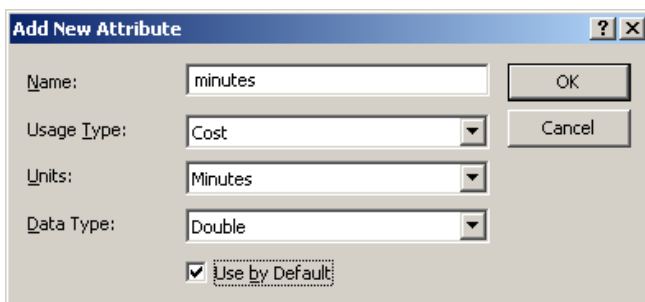 Add New Attribute
Name: minutes OK
Usage Type: Cost Cancel
Units: Minutes
Data Type: Double
Use by Default